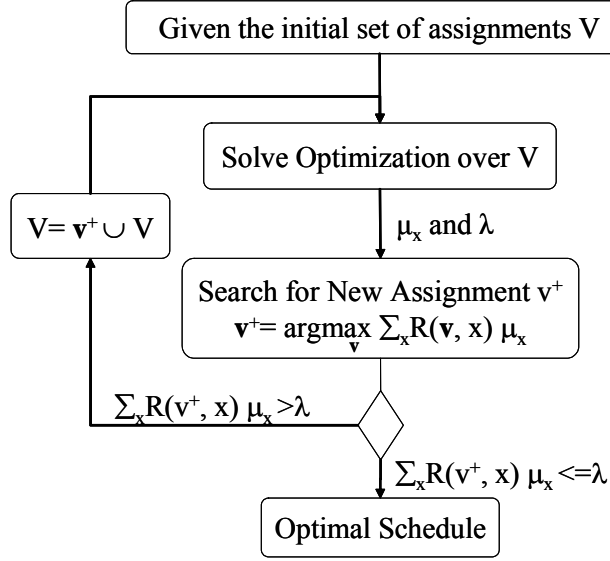 Given the initial set of assignments V
Solve Optimization over V
V= v⁺ ∪ V
μₓ and λ
Search for New Assignment v⁺
v⁺= argmax ∑ₓR(v, x) μₓ
v
∑ₓR(v⁺, x) μₓ>λ
∑ₓR(v⁺, x) μₓ<=λ
Optimal Schedule